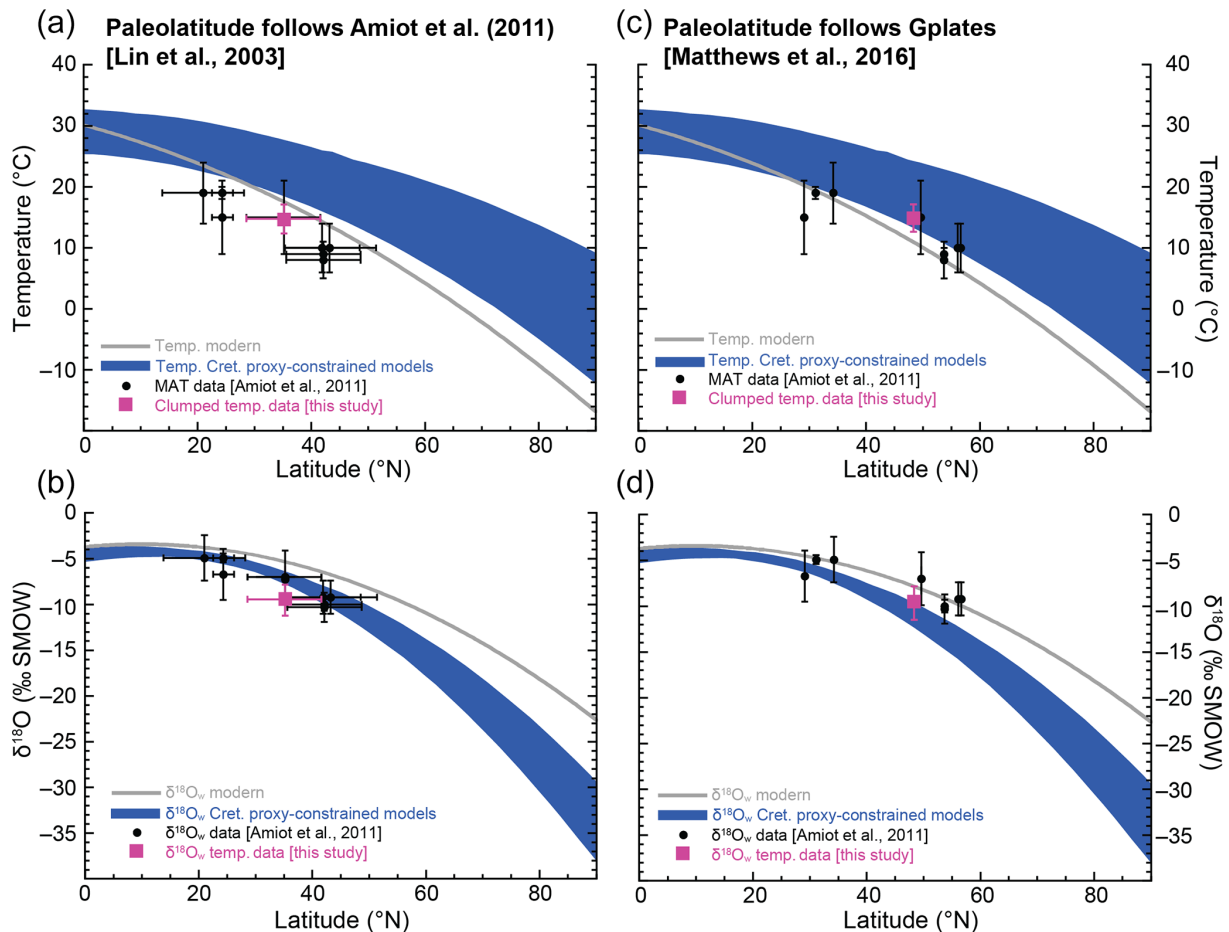 (a) Paleolatitude follows Amiot et al. (2011)
[Lin et al., 2003]
40
30
20
10
0
–10
Temperature (°C)
Temp. modern
Temp. Cret. proxy-constrained models
MAT data [Amiot et al., 2011]
Clumped temp. data [this study]
0 20 40 60 80
Latitude (°N)
(c) Paleolatitude follows Gplates
[Matthews et al., 2016]
40
30
20
10
0
–10
Temperature (°C)
Temp. modern
Temp. Cret. proxy-constrained models
MAT data [Amiot et al., 2011]
Clumped temp. data [this study]
0 20 40 60 80
Latitude (°N)
(b)
0
–5
–10
–15
–20
–25
–30
–35
δ¹⁸O (‰ SMOW)
δ¹⁸Ow modern
δ¹⁸Ow Cret. proxy-constrained models
δ¹⁸Ow data [Amiot et al., 2011]
δ¹⁸Ow temp. data [this study]
0 20 40 60 80
Latitude (°N)
(d)
0
–5
–10
–15
–20
–25
–30
–35
δ¹⁸O (‰ SMOW)
δ¹⁸Ow modern
δ¹⁸Ow Cret. proxy-constrained models
δ¹⁸Ow data [Amiot et al., 2011]
δ¹⁸Ow temp. data [this study]
0 20 40 60 80
Latitude (°N)